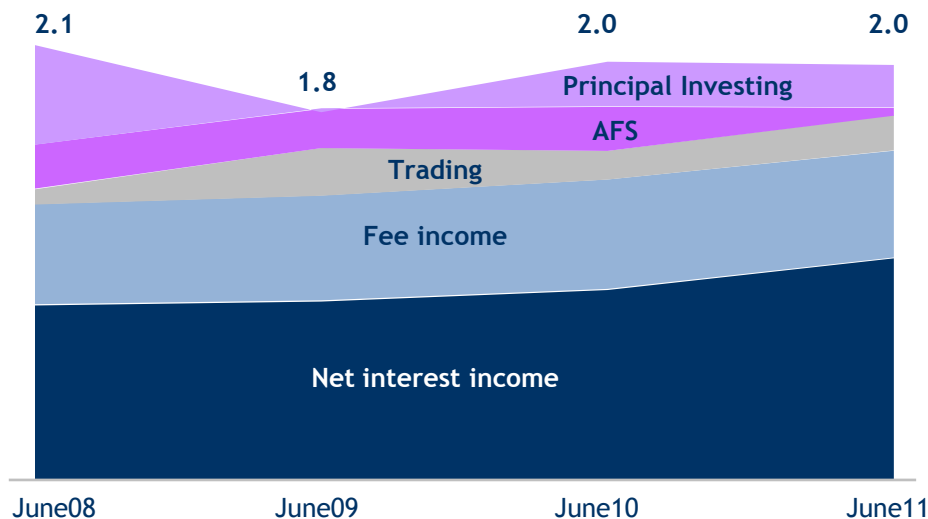 2.1
1.8
2.0
2.0
Principal Investing
AFS
Trading
Fee income
Net interest income
June08
June09
June10
June11